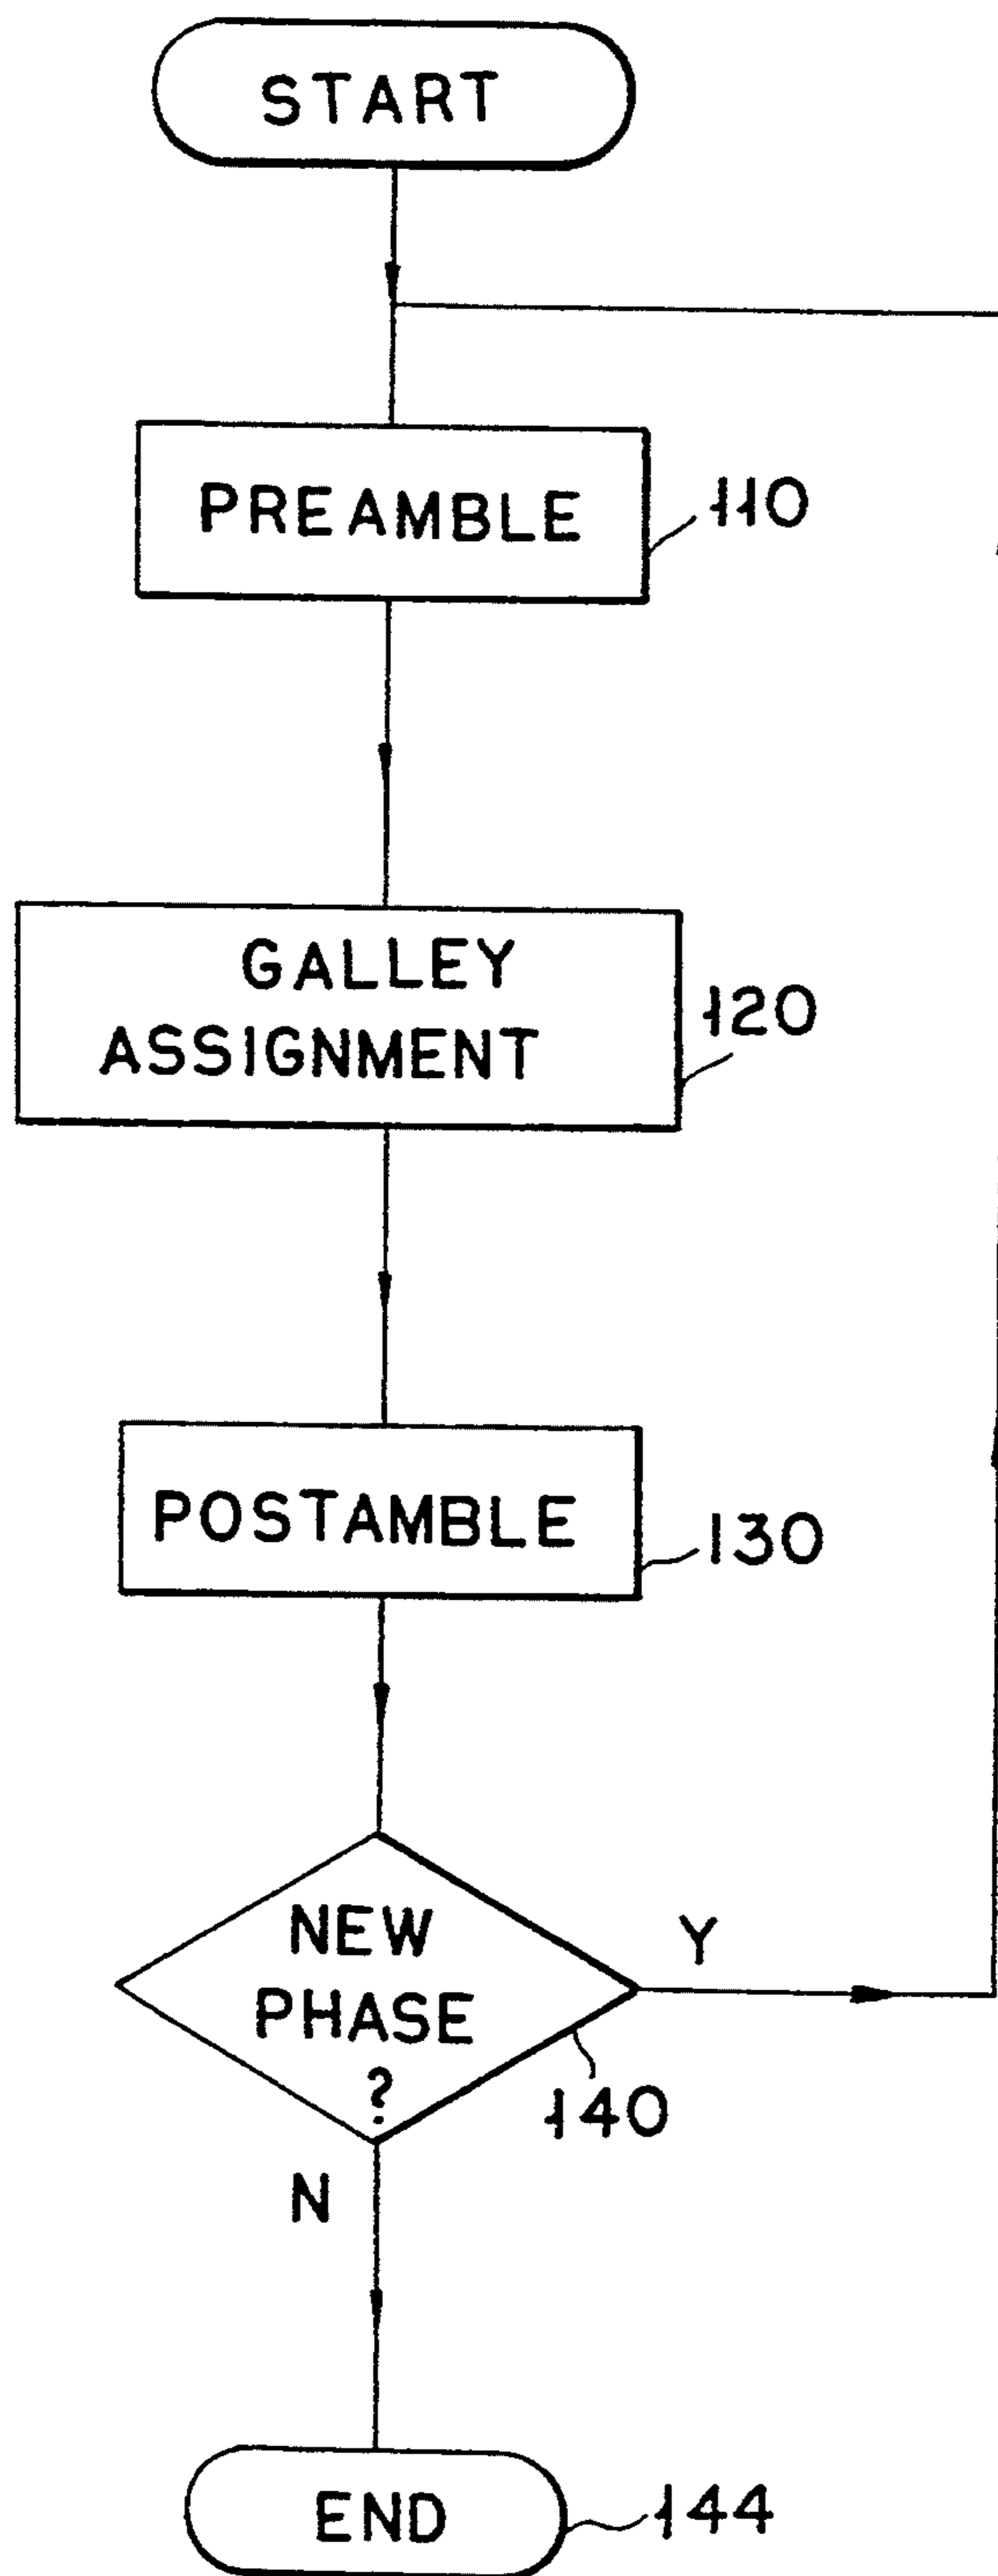 START
PREAMBLE
110
GALLEY
ASSIGNMENT
120
POSTAMBLE
130
NEW
PHASE
?
Y
140
N
END
144